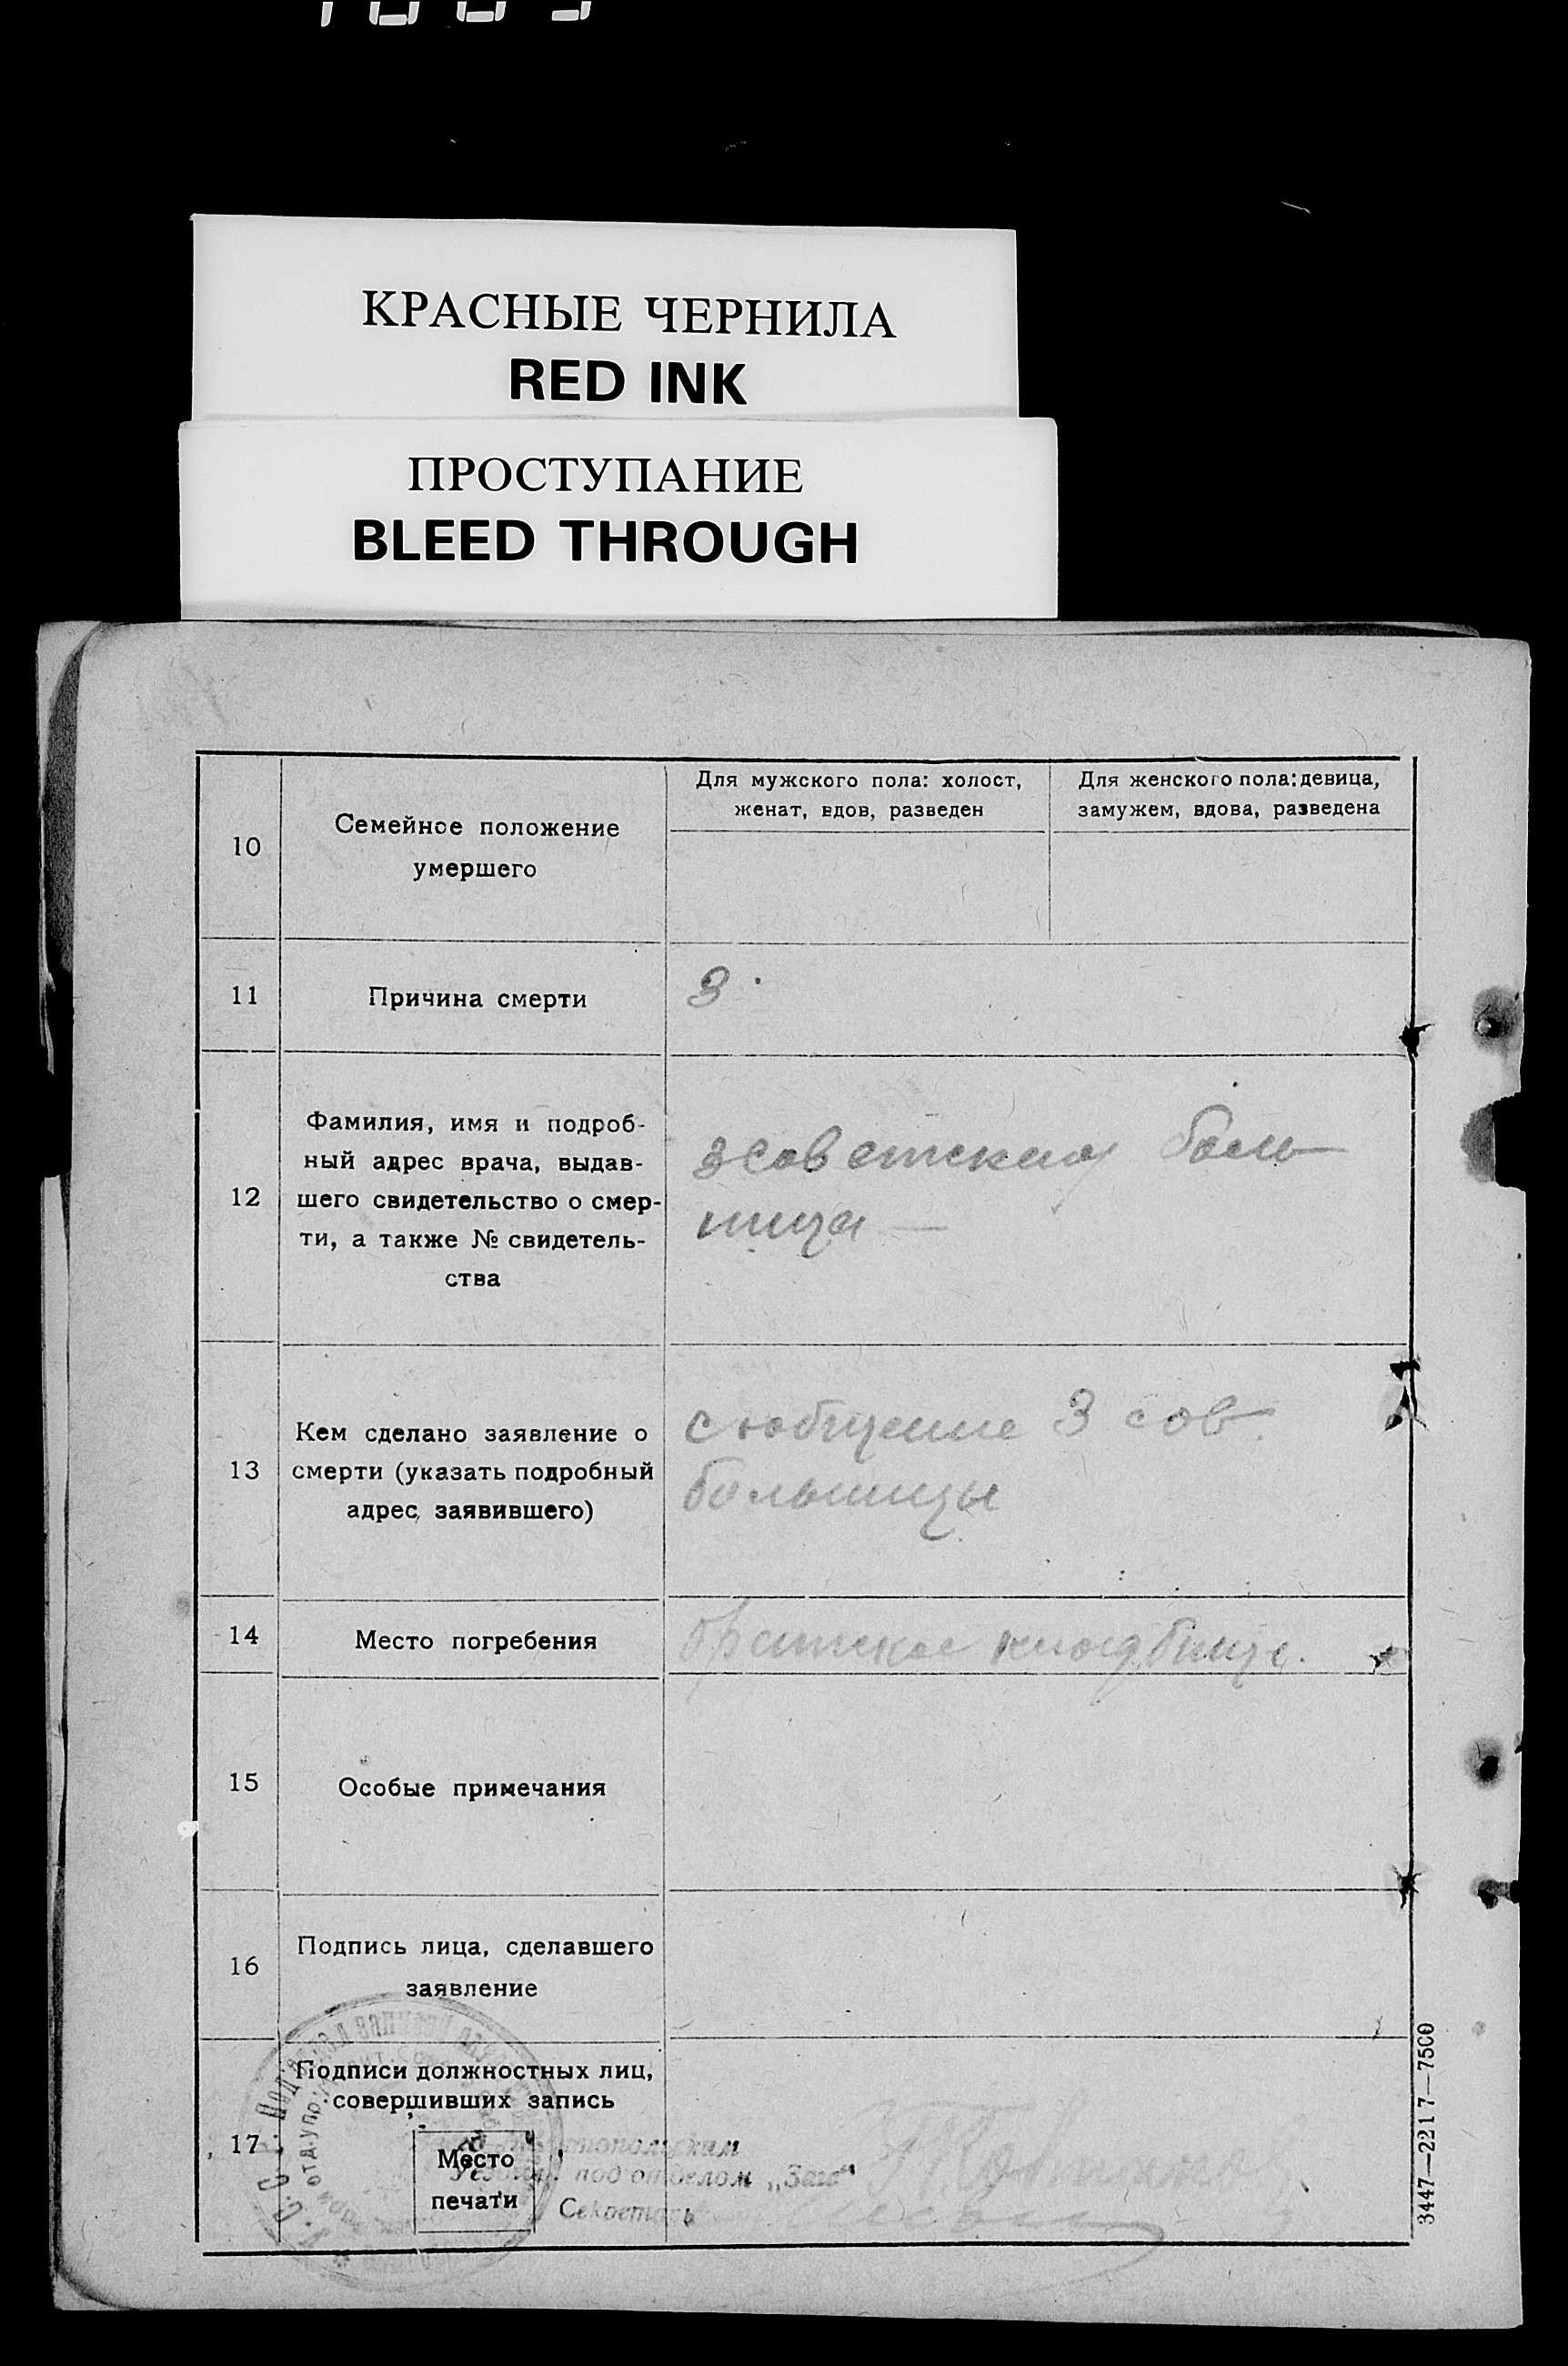 КРАСНЫЕ ЧЕРНИЛА
RED INK
ПРОСТУПАНИЕ
BLEED THROUGH
10
Семейное положение
умершего
Для мужского пола: холост,
женат, вдов, разведен
Для женского пола: девица,
замужем, вдова, разведена
11
Причина смерти
3.
12
Фамилия, имя и подроб-
ный адрес врача, выдав-
шего свидетельство о смер-
ти, а также № свидетель-
ства
3 советская боль
ница —
13
Кем сделано заявление о
смерти (указать подробный
адрес заявившего)
сообщение 3 сов.
больницы
14
Место погребения
братское кладбище.
15
Особые примечания
16
Подпись лица, сделавшего
заявление
17
Подписи должностных лиц,
совершивших запись
Место
печати
под отделом „Загс"
Секретарь
3447—2217—7500